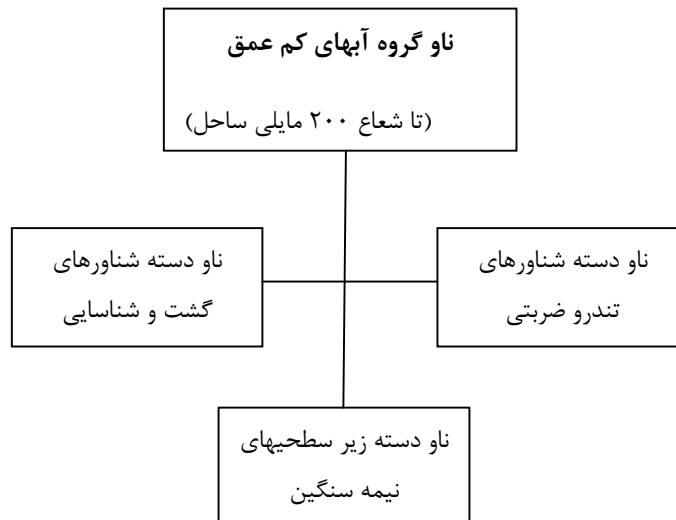 ناو گروه آبهای کم عمق
(تا شعاع ۲۰۰ مایلی ساحل)
ناو دسته شناورهای
تندرو ضربتی
ناو دسته شناورهای
گشت و شناسایی
ناو دسته زیر سطحیهای
نیمه سنگین